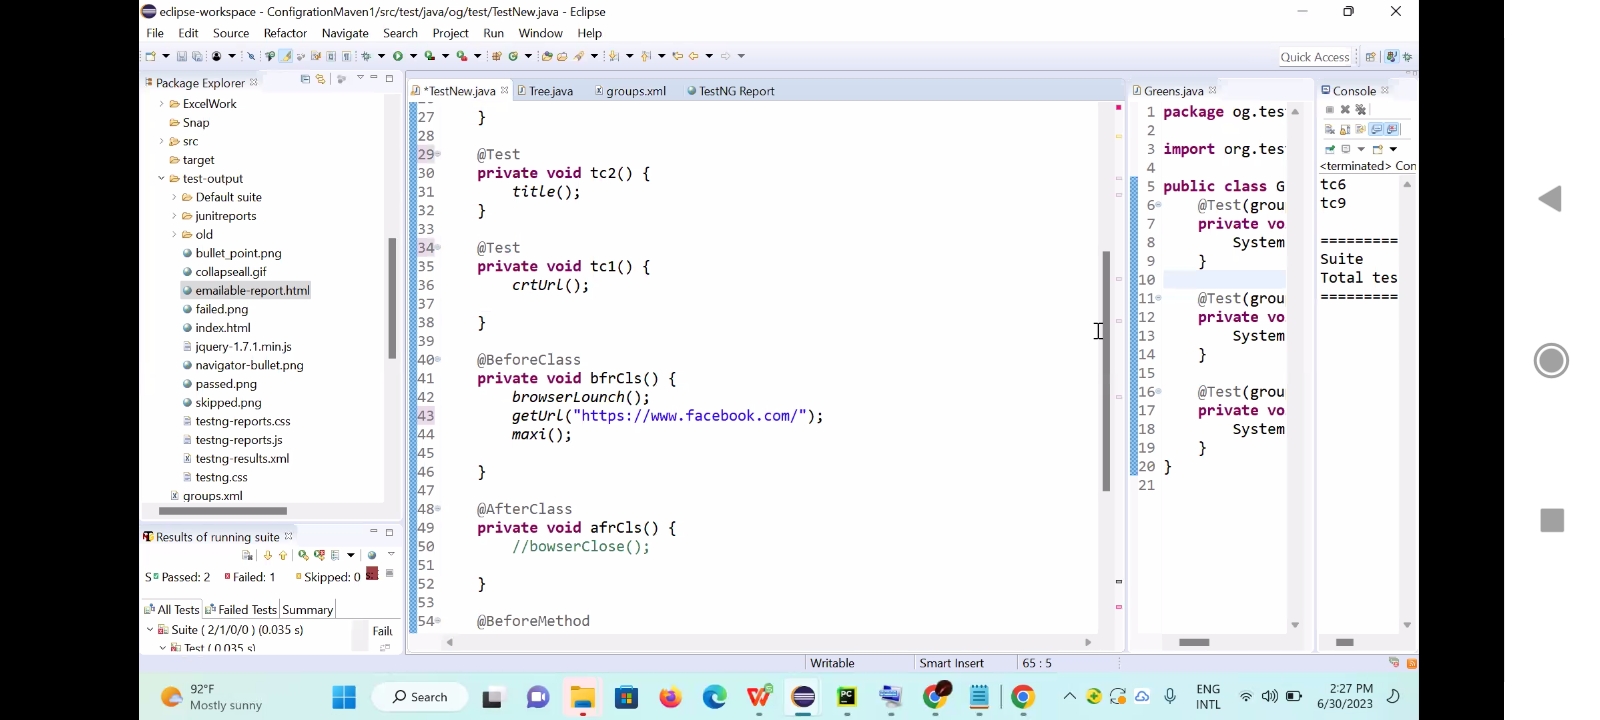 eclipse-workspace - ConfigrationMaven1/src/test/java/og/test/TestNew.java - Eclipse
File Edit Source Refactor Navigate Search Project Run Window Help
Quick Access
Package Explorer
ExcelWork
Snap
src
target
test-output
Default suite
junitreports
old
bullet_point.png
collapseall.gif
emailable-report.html
failed.png
index.html
jquery-1.7.1.min.js
navigator-bullet.png
passed.png
skipped.png
testng-reports.css
testng-reports.js
testng-results.xml
testng.css
groups.xml
Results of running suite
Passed: 2 Failed: 1 Skipped: 0
All Tests Failed Tests Summary
Suite ( 2/1/0/0 ) (0.035 s)
Test ( 0.035 s)
*TestNew.java Tree.java groups.xml TestNG Report
27 }
28
29 @Test
30 private void tc2() {
31 title();
32 }
33
34 @Test
35 private void tc1() {
36 crtUrl();
37
38 }
39
40 @BeforeClass
41 private void bfrCls() {
42 browserLounch();
43 getUrl("https://www.facebook.com/");
44 maxi();
45
46 }
47
48 @AfterClass
49 private void afrCls() {
50 //bowserClose();
51
52 }
53
54 @BeforeMethod
Greens.java
1 package og.tes
2
3 import org.tes
4
5 public class G
6 @Test(grou
7 private vo
8 System
9 }
10
11 @Test(grou
12 private vo
13 System
14 }
15
16 @Test(grou
17 private vo
18 System
19 }
20 }
21
Console
<terminated> Con
tc6
tc9
=========
Suite
Total tes
=========
Writable Smart Insert 65 : 5
92°F
Mostly sunny
Search
ENG
INTL
2:27 PM
6/30/2023